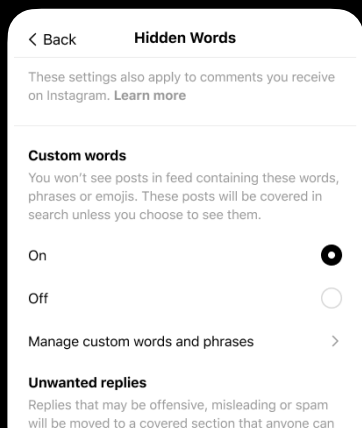 Back
Hidden Words
These settings also apply to comments you receive
on Instagram. Learn more
Custom words
You won't see posts in feed containing these words,
phrases or emojis. These posts will be covered in
search unless you choose to see them.
On
Off
Manage custom words and phrases
Unwanted replies
Replies that may be offensive, misleading or spam
will be moved to a covered section that anyone can